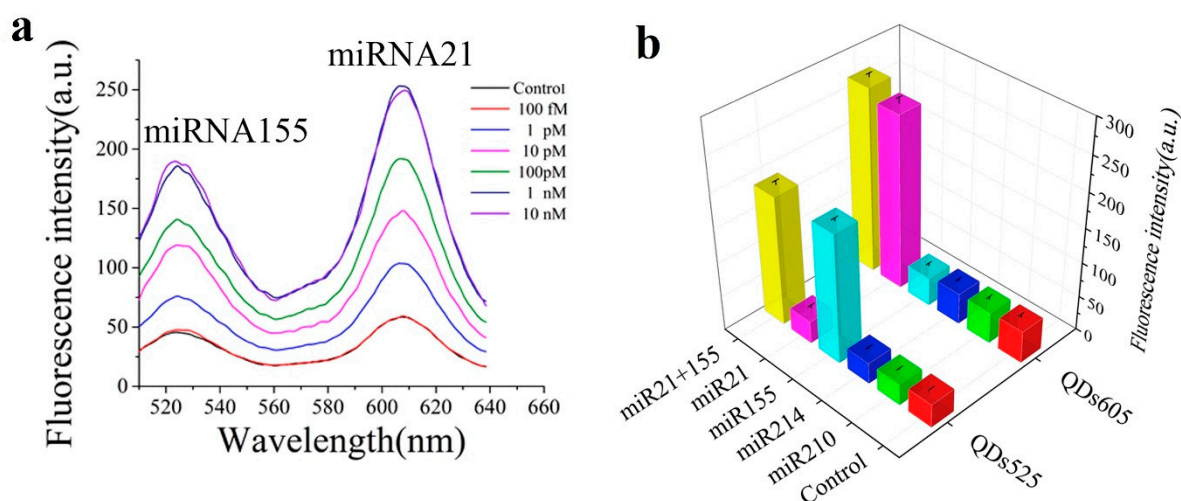 a
miRNA21
miRNA155
Control
100 fM
1 pM
10 pM
100pM
1 nM
10 nM
Fluorescence intensity(a.u.)
250
200
150
100
50
0
520 540 560 580 600 620 640 660
Wavelength(nm)
b
300
250
200
150
100
50
0
Fluorescence intensity(a.u.)
miR21+155
miR21
miR155
miR214
miR210
Control
QDs525
QDs605